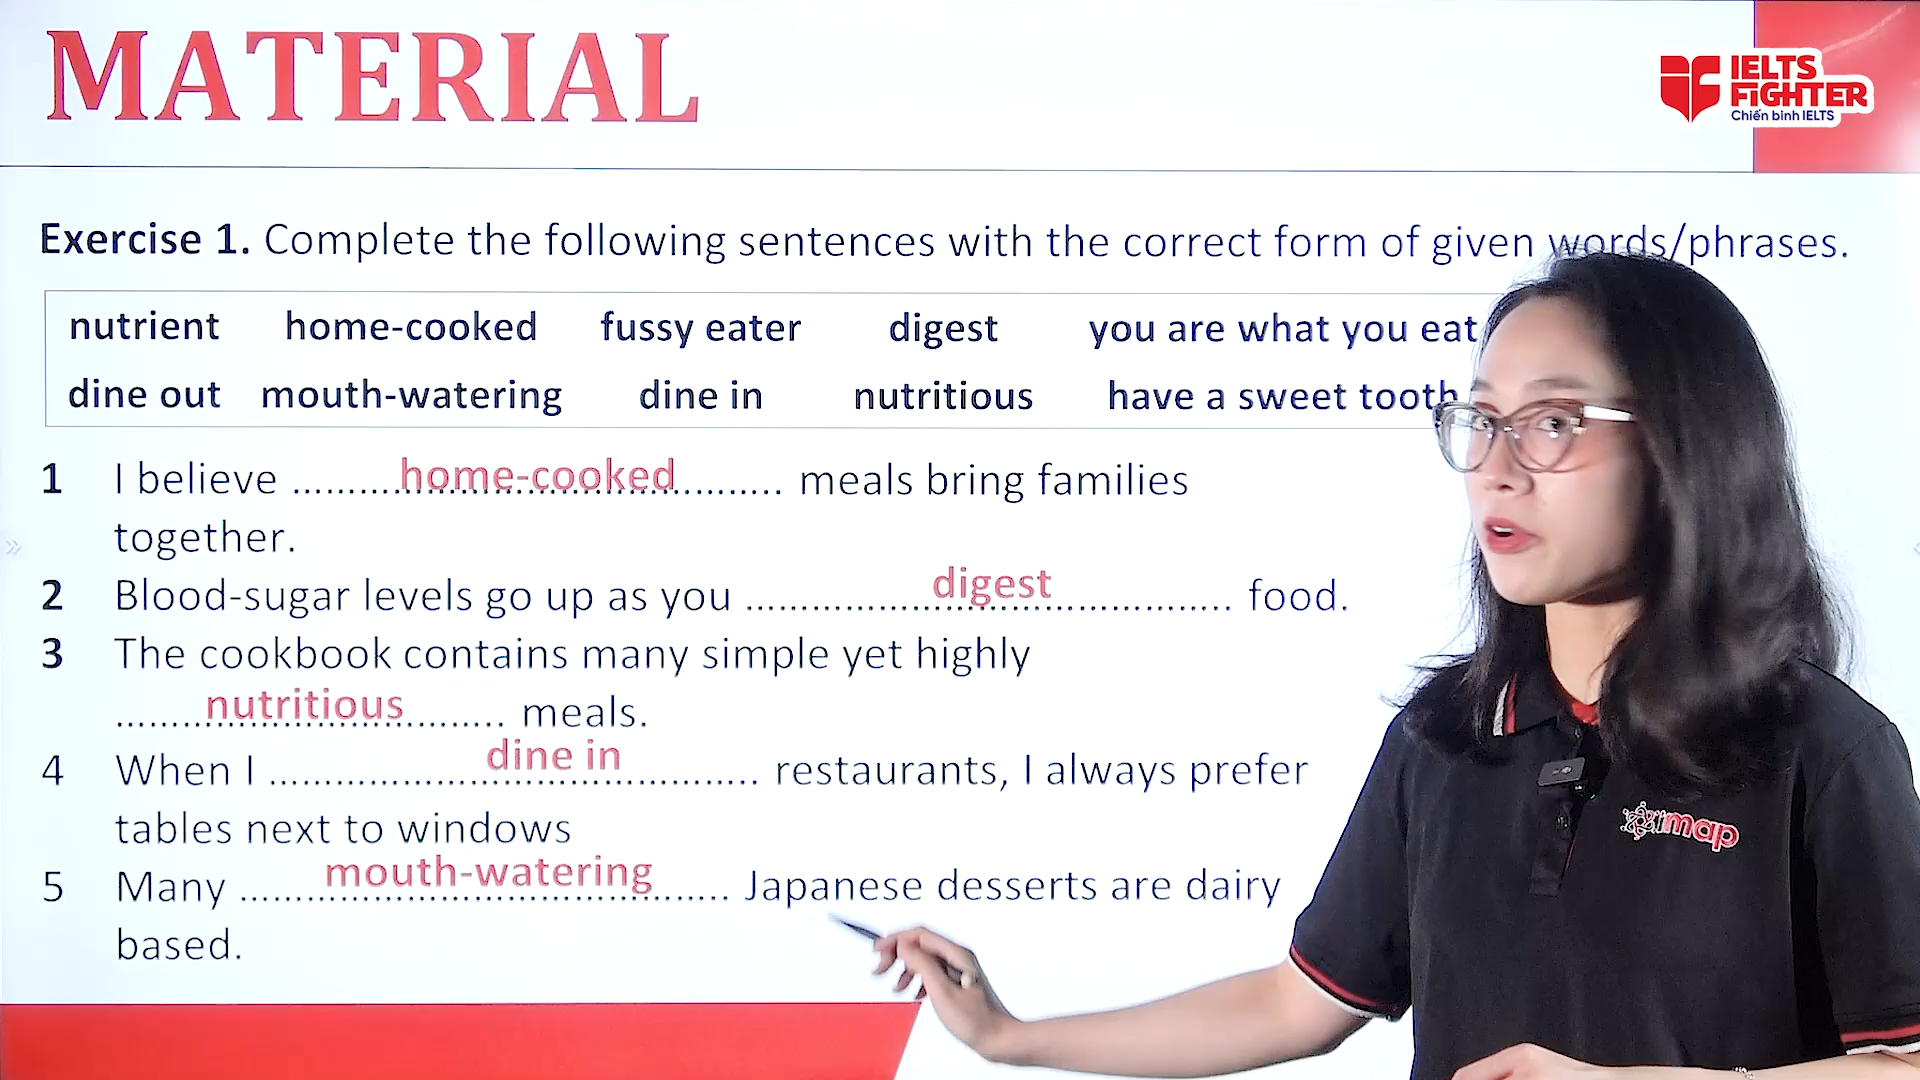 MATERIAL
IELTS
FIGHTER
Chiến binh IELTS
Exercise 1. Complete the following sentences with the correct form of given words/phrases.
nutrient home-cooked fussy eater digest you are what you eat
dine out mouth-watering dine in nutritious have a sweet tooth
1 I believe ............ home-cooked ............ meals bring families
together.
2 Blood-sugar levels go up as you ............ digest ............ food.
3 The cookbook contains many simple yet highly
............ nutritious ............ meals.
4 When I ............ dine in ............ restaurants, I always prefer
tables next to windows
5 Many ............ mouth-watering ............ Japanese desserts are dairy
based.
imap